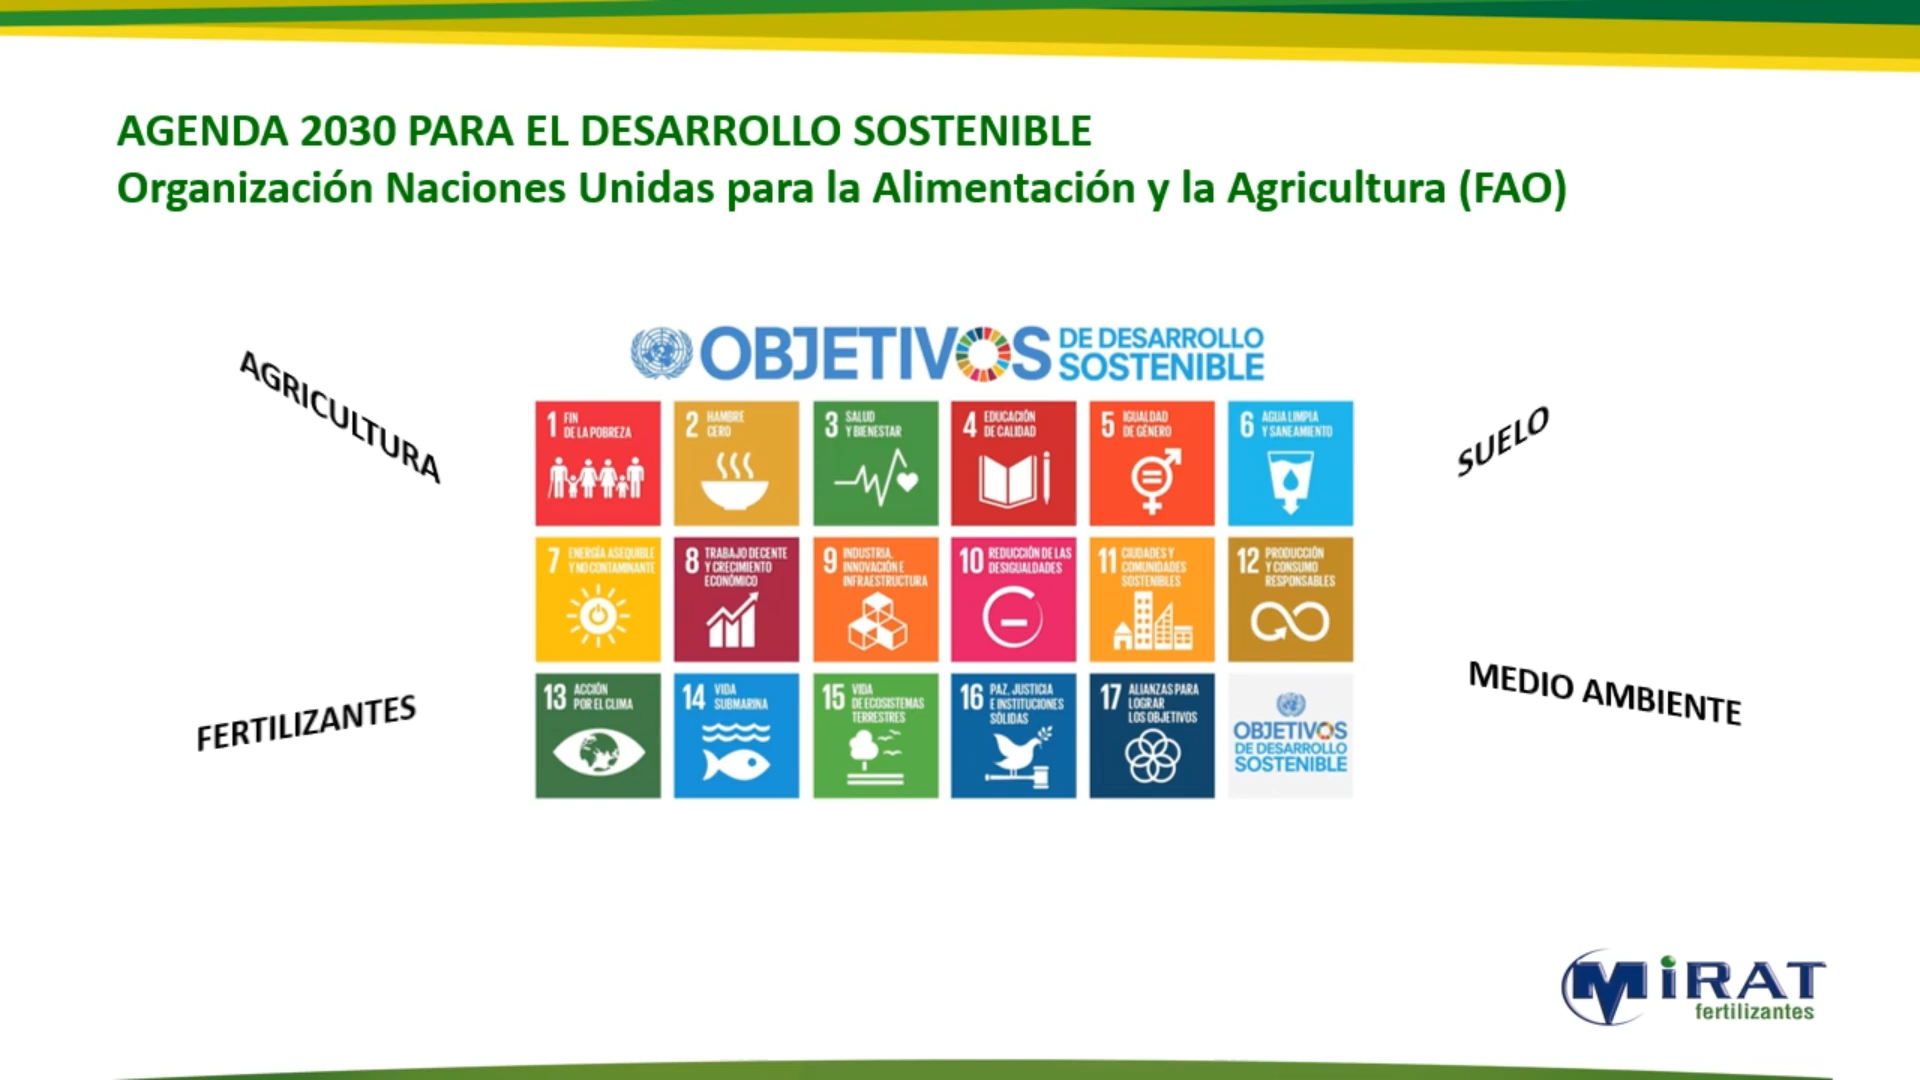 AGENDA 2030 PARA EL DESARROLLO SOSTENIBLE
Organización Naciones Unidas para la Alimentación y la Agricultura (FAO)
OBJETIVOS DE DESARROLLO
SOSTENIBLE
AGRICULTURA
SUELO
1 FIN
DE LA POBREZA
2 HAMBRE
CERO
3 SALUD
Y BIENESTAR
4 EDUCACIÓN
DE CALIDAD
5 IGUALDAD
DE GÉNERO
6 AGUA LIMPIA
Y SANEAMIENTO
7 ENERGÍA ASEQUIBLE
Y NO CONTAMINANTE
8 TRABAJO DECENTE
Y CRECIMIENTO
ECONÓMICO
9 INDUSTRIA,
INNOVACIÓN E
INFRAESTRUCTURA
10 REDUCCIÓN DE LAS
DESIGUALDADES
11 CIUDADES Y
COMUNIDADES
SOSTENIBLES
12 PRODUCCIÓN
Y CONSUMO
RESPONSABLES
FERTILIZANTES
MEDIO AMBIENTE
13 ACCIÓN
POR EL CLIMA
14 VIDA
SUBMARINA
15 VIDA
DE ECOSISTEMAS
TERRESTRES
16 PAZ, JUSTICIA
E INSTITUCIONES
SÓLIDAS
17 ALIANZAS PARA
LOGRAR
LOS OBJETIVOS
OBJETIVOS
DE DESARROLLO
SOSTENIBLE
MiRAT
fertilizantes